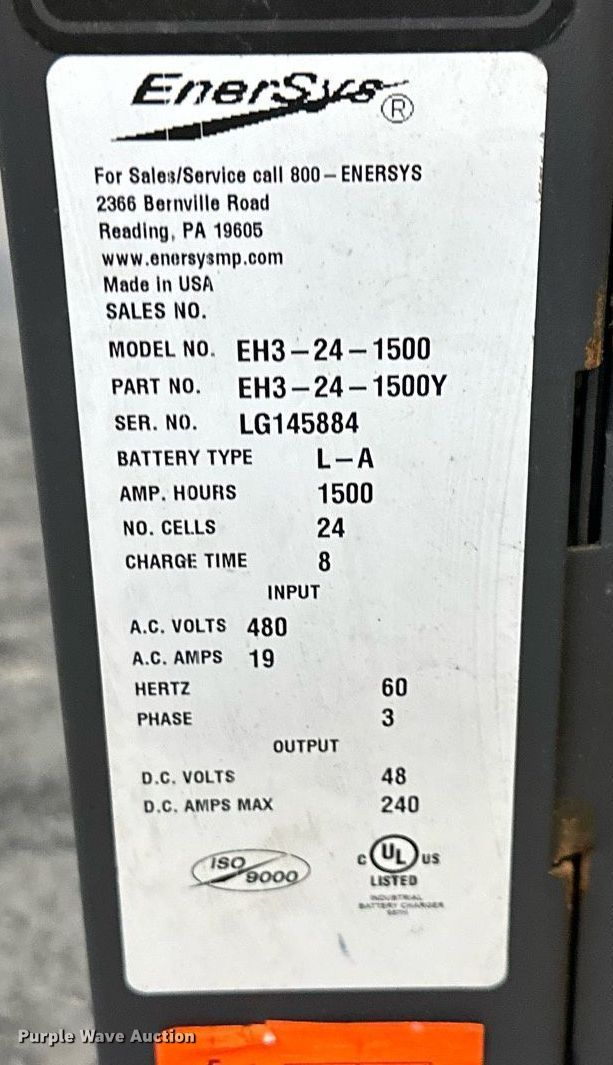 EnerSys®
For Sales/Service call 800-ENERSYS
2366 Bernville Road
Reading, PA 19605
www.enersysmp.com
Made in USA
SALES NO.
MODEL NO. EH3-24-1500
PART NO. EH3-24-1500Y
SER. NO. LG145884
BATTERY TYPE L-A
AMP. HOURS 1500
NO. CELLS 24
CHARGE TIME 8
INPUT
A.C. VOLTS 480
A.C. AMPS 19
HERTZ 60
PHASE 3
OUTPUT
D.C. VOLTS 48
D.C. AMPS MAX 240
ISO 9000
C UL US
LISTED
INDUSTRIAL
BATTERY CHARGER
Purple Wave Auction